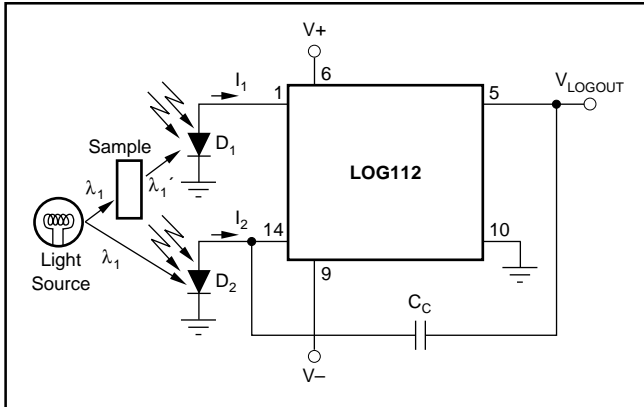 V+
6
I1
1
5
VLOGOUT
Sample
D1
LOG112
λ1
λ1´
I2
14
10
λ1
Light
Source
D2
9
CC
V–